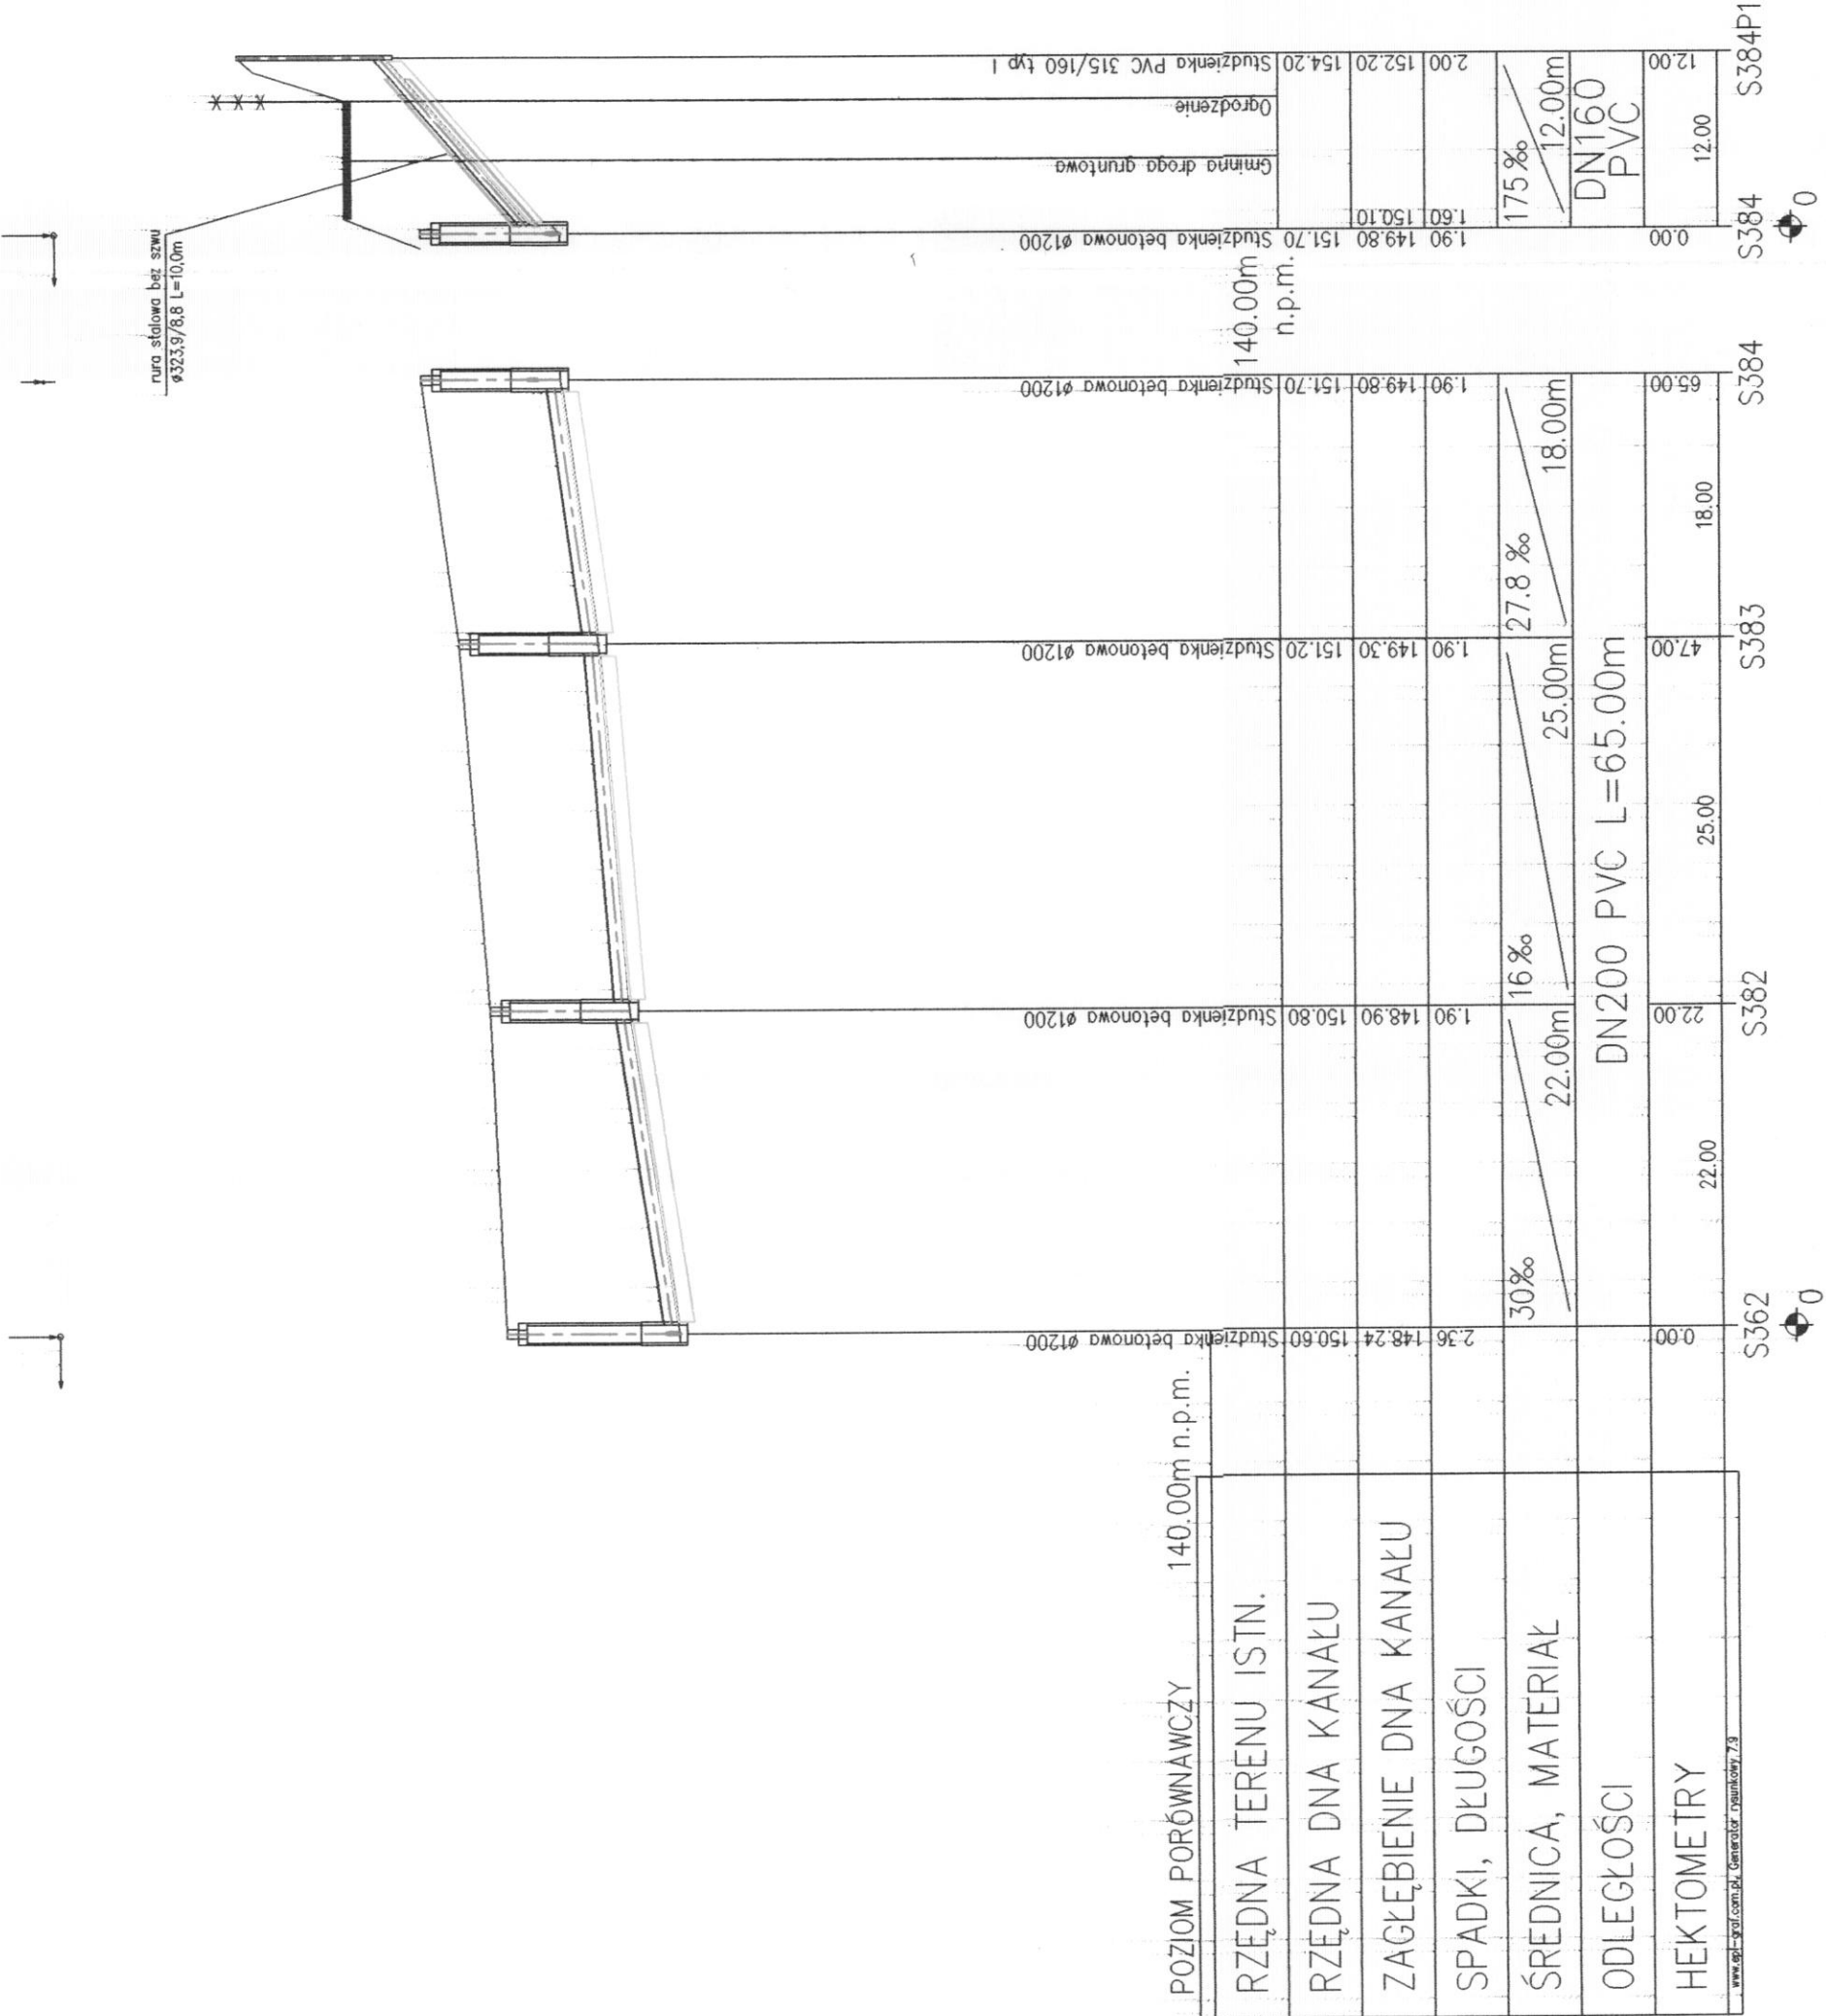 rura stalowa bez szwu
ø323,9/8,8 L=10,0m
POZIOM PORÓWNAWCZY 140.00m n.p.m.
140.00m
n.p.m.
Studzienka betonowa ø1200
Studzienka betonowa ø1200
Studzienka betonowa ø1200
Studzienka betonowa ø1200
Studzienka betonowa ø1200
Gminna droga gruntowa
Ogrodzenie
Studzienka PVC 315/160 typ I
RZĘDNA TERENU ISTN.
150.60 150.80 151.20 151.70 151.70 154.20
RZĘDNA DNA KANAŁU
148.24 148.90 149.30 149.80 149.80 150.10 152.20
ZAGŁĘBIENIE DNA KANAŁU
2.36 1.90 1.90 1.90 1.90 1.60 2.00
SPADKI, DŁUGOŚCI
30‰ 22.00m 16‰ 25.00m 27.8 ‰ 18.00m 175‰ 12.00m
ŚREDNICA, MATERIAŁ
DN200 PVC L=65.00m
DN160
PVC
ODLEGŁOŚCI
0.00 22.00 47.00 65.00 0.00 12.00
22.00 25.00 18.00 12.00
HEKTOMETRY
S362 S382 S383 S384 S384 S384P1
0 0
www.epi-graf.com.pl, Generator rysunkowy, 7.9